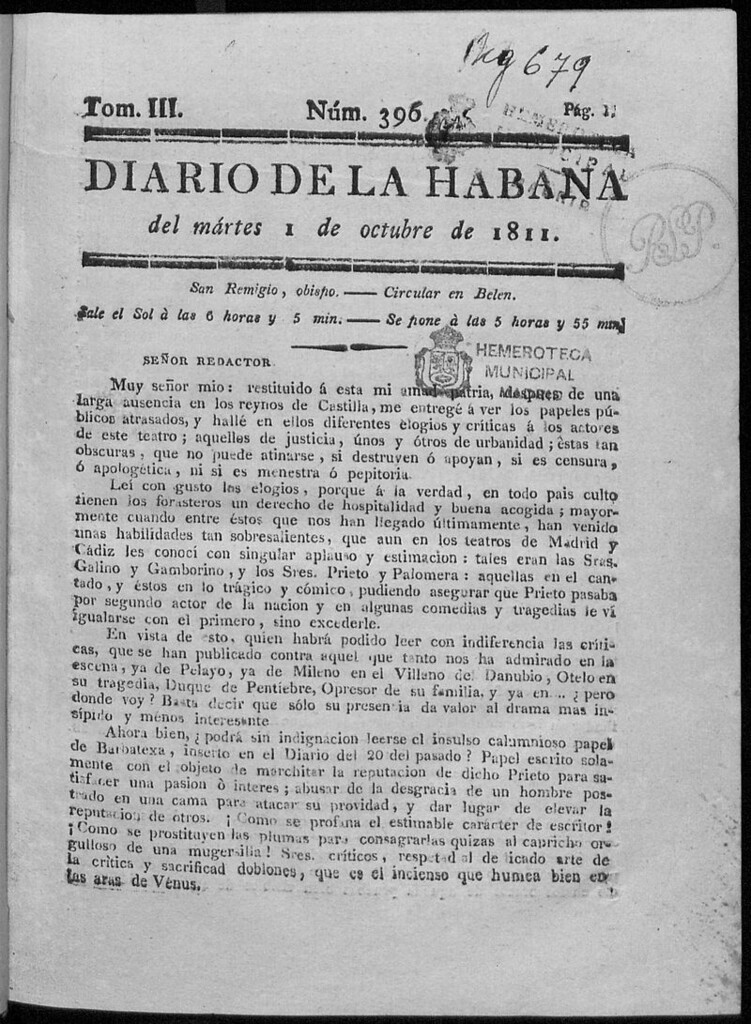 Reg 679
Tom. III. Núm. 396. Pág. 1
DIARIO DE LA HABANA
del mártes 1 de octubre de 1811.
San Remigio, obispo. — Circular en Belen.
Sale el Sol á las 6 horas y 5 min. — Se pone á las 5 horas y 55 min
HEMEROTECA
MUNICIPAL
MADRID
SEÑOR REDACTOR
Muy señor mio: restituido á esta mi amada patria, despues de una
larga ausencia en los reynos de Castilla, me entregé á ver los papeles pú-
blicos atrasados, y hallé en ellos diferentes elogios y críticas á los actores
de este teatro; aquellos de justicia, únos y ótros de urbanidad; éstas tan
obscuras, que no puede atinarse, si destruyen ó apoyan, si es censura,
ó apologética, ni si es menestra ó pepitoria.
Leí con gusto los elogios, porque á la verdad, en todo pais culto
tienen los forasteros un derecho de hospitalidad y buena acogida; mayor-
mente cuando entre éstos que nos han llegado últimamente, han venido
unas habilidades tan sobresalientes, que aun en los teatros de Madrid y
Cádiz les conocí con singular aplauso y estimacion: tales eran las Sras.
Galino y Gamborino, y los Sres. Prieto y Palomera: aquellas en el can-
tado, y éstos en lo trágico y cómico, pudiendo asegurar que Prieto pasaba
por segundo actor de la nacion y en algunas comedias y tragedias le ví
igualarse con el primero, sino excederle.
En vista de esto, quien habrá podido leer con indiferencia las críti-
cas, que se han publicado contra aquel que tanto nos ha admirado en la
escena, ya de Pelayo, ya de Mileno en el Villano del Danubio, Otelo en
su tragedia, Duque de Pentiebre, Opresor de su familia, y ya en... ¿pero
donde voy? Basta decir que sólo su presencia da valor al drama mas in-
sípido y ménos interesante
Ahora bien, ¿podrá sin indignacion leerse el insulso calumnioso papel
de Barbatexa, inserto en el Diario del 20 del pasado? Papel escrito sola-
mente con el objeto de marchitar la reputacion de dicho Prieto para sa-
tisfacer una pasion ó interes; abusar de la desgracia de un hombre pos-
trado en una cama para atacar su providad, y dar lugar de elevar la
reputacion de otros. ¡Como se profana el estimable carácter de escritor!
¡Como se prostituyen las plumas para consagrarlas quizas al capricho or-
gulloso de una mugersilla! Sres. críticos, respetad el delicado arte de
la crítica y sacrificad doblones, que es el incienso que humea bien en
las aras de Vénus.